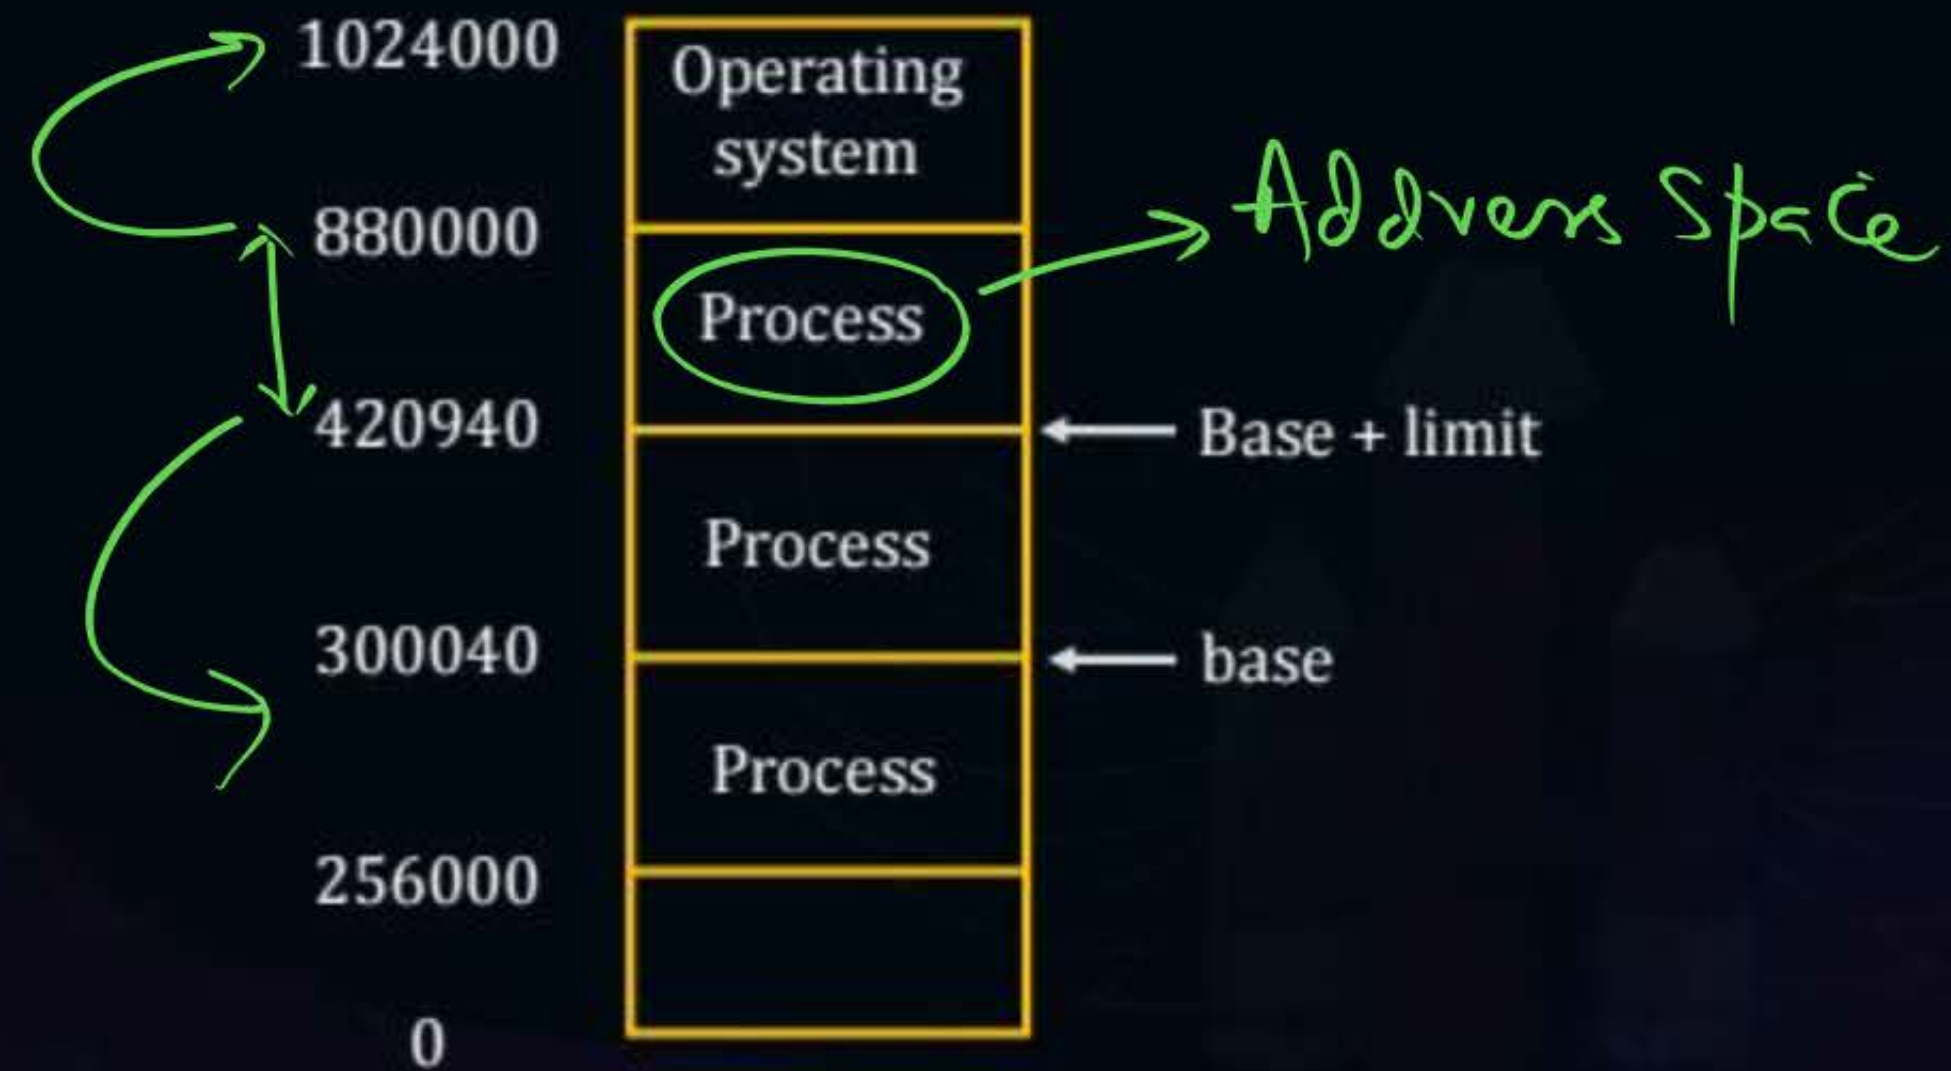 1024000
Operating
system
Address Space
880000
Process
420940
Base + limit
Process
300040
base
Process
256000
0